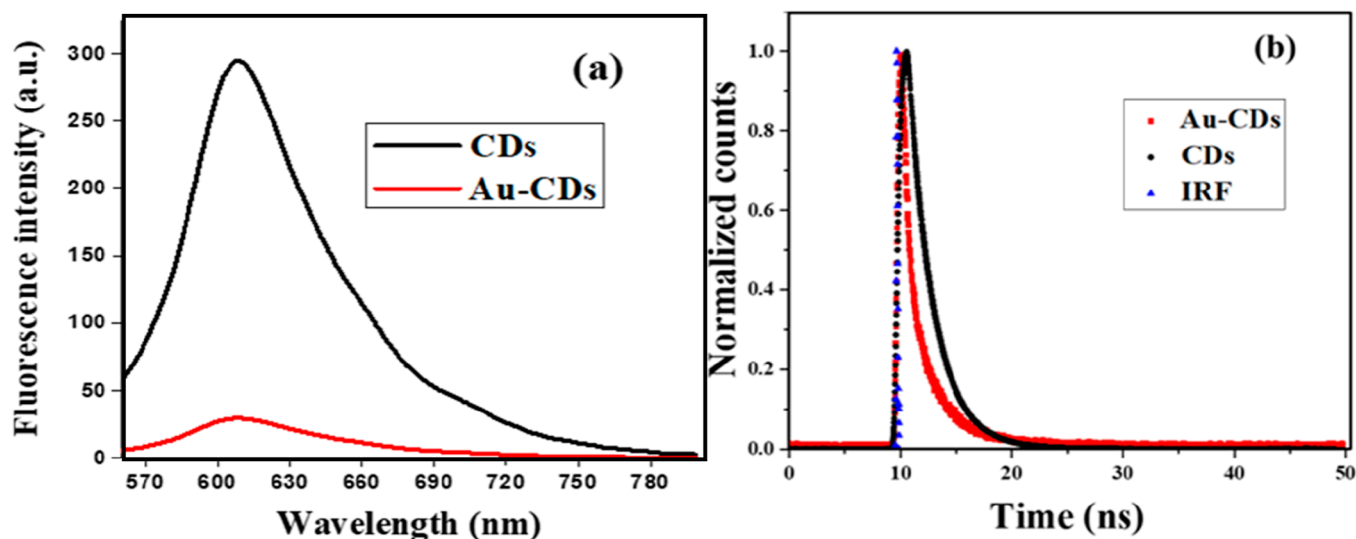 (a)
CDs
Au-CDs
Fluorescence intensity (a.u.)
300
250
200
150
100
50
0
570 600 630 660 690 720 750 780
Wavelength (nm)
(b)
Au-CDs
CDs
IRF
Normalized counts
1.0
0.8
0.6
0.4
0.2
0.0
0 10 20 30 40 50
Time (ns)